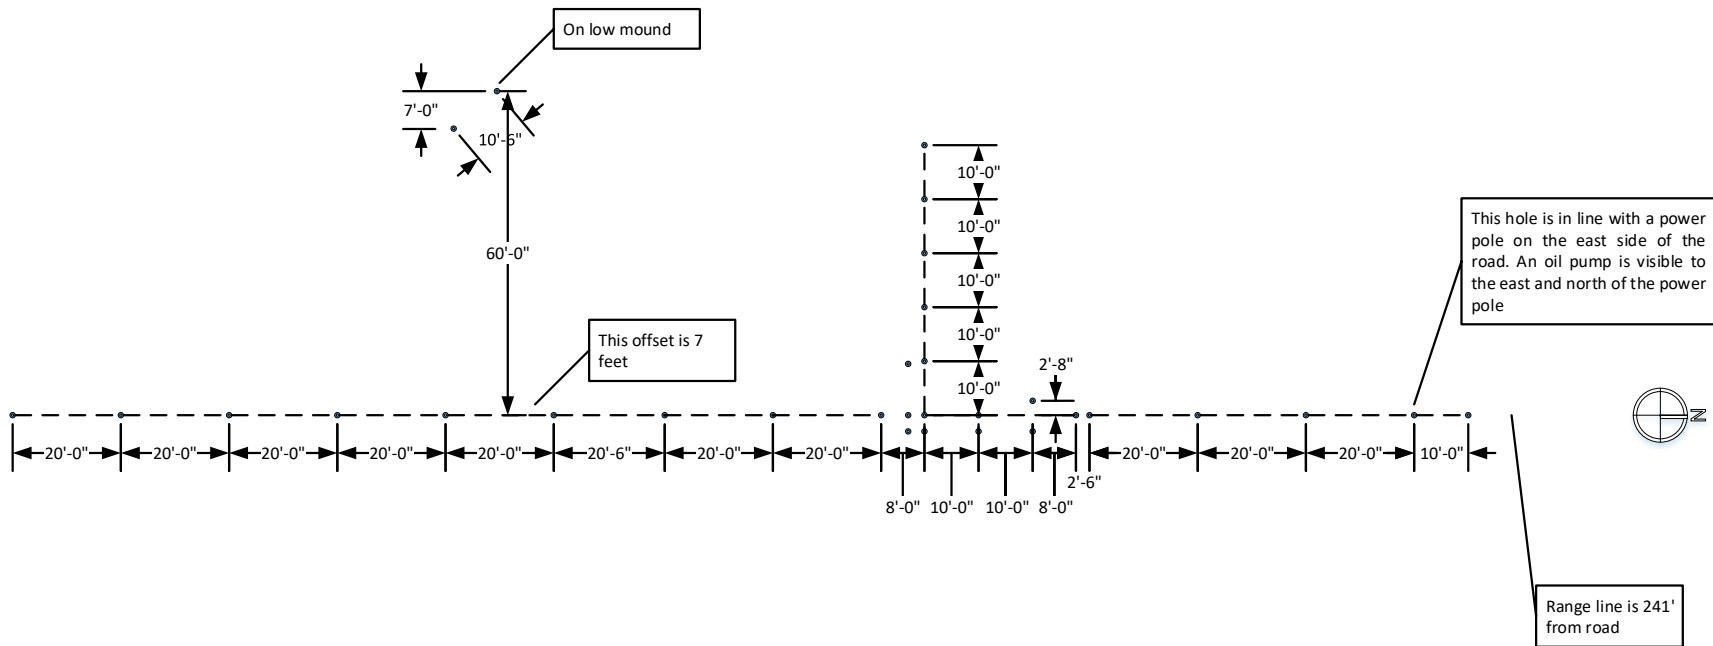 On low mound
7'-0"
10'-6"
10'-0"
10'-0"
This hole is in line with a power
pole on the east side of the
road. An oil pump is visible to
the east and north of the power
pole
60'-0"
10'-0"
10'-0"
This offset is 7
feet
2'-8"
10'-0"
N
20'-0" 20'-0" 20'-0" 20'-0" 20'-0" 20'-6" 20'-0" 20'-0" 20'-0" 20'-0" 20'-0" 10'-0"
2'-6"
8'-0" 10'-0" 10'-0" 8'-0"
Range line is 241'
from road